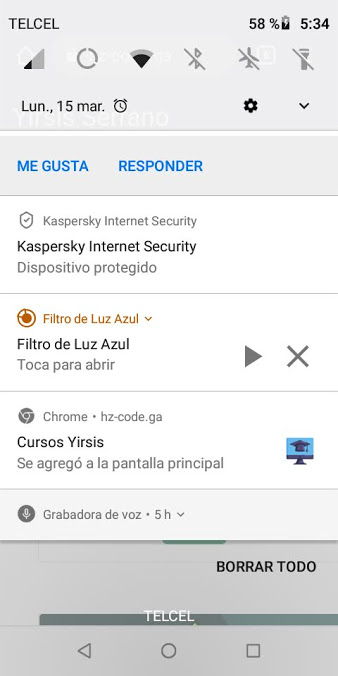 TELCEL 58 % 5:34
Lun., 15 mar.
Yirsis Serrano
ME GUSTA RESPONDER
Kaspersky Internet Security
Kaspersky Internet Security
Dispositivo protegido
Filtro de Luz Azul
Filtro de Luz Azul
Toca para abrir
Chrome • hz-code.ga
Cursos Yirsis
Se agregó a la pantalla principal
Grabadora de voz • 5 h
BORRAR TODO
TELCEL